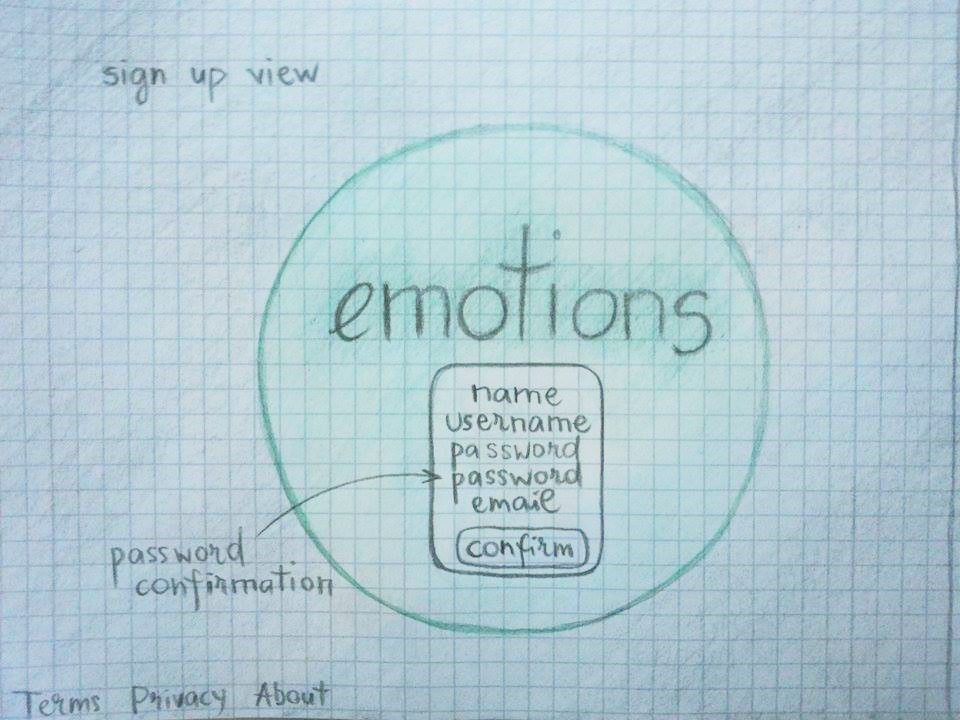 sign up view
emotions
name
username
password
password
email
confirm
password
confirmation
Terms Privacy About